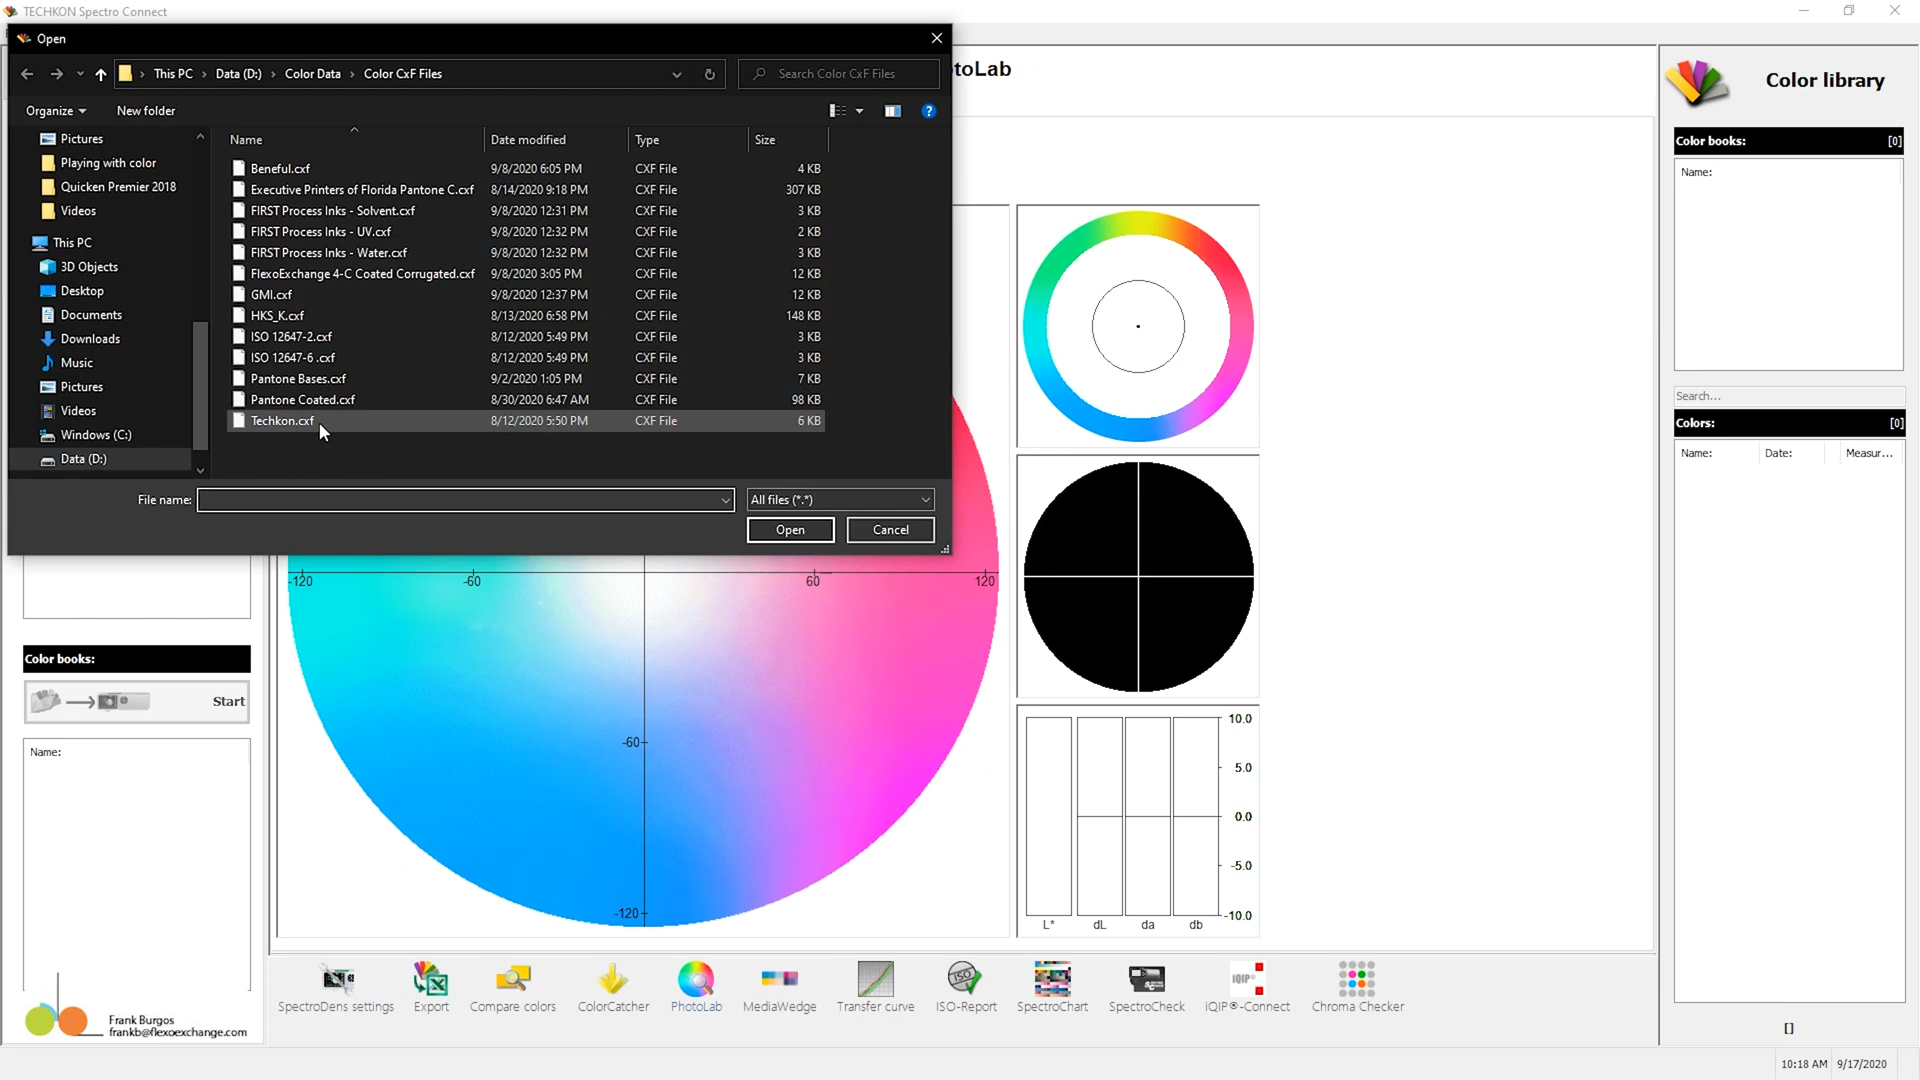 TECHKON Spectro Connect
Open
This PC > Data (D:) > Color Data > Color CxF Files
Search Color CxF Files
Organize
New folder
Pictures
Playing with color
Quicken Premier 2018
Videos
This PC
3D Objects
Desktop
Documents
Downloads
Music
Pictures
Videos
Windows (C:)
Data (D:)
Name Date modified Type Size
Beneful.cxf 9/8/2020 6:05 PM CXF File 4 KB
Executive Printers of Florida Pantone C.cxf 8/14/2020 9:18 PM CXF File 307 KB
FIRST Process Inks - Solvent.cxf 9/8/2020 12:31 PM CXF File 3 KB
FIRST Process Inks - UV.cxf 9/8/2020 12:32 PM CXF File 2 KB
FIRST Process Inks - Water.cxf 9/8/2020 12:32 PM CXF File 3 KB
FlexoExchange 4-C Coated Corrugated.cxf 9/8/2020 3:05 PM CXF File 12 KB
GMI.cxf 9/8/2020 12:37 PM CXF File 12 KB
HKS_K.cxf 8/13/2020 6:58 PM CXF File 148 KB
ISO 12647-2.cxf 8/12/2020 5:49 PM CXF File 3 KB
ISO 12647-6 .cxf 8/12/2020 5:49 PM CXF File 3 KB
Pantone Bases.cxf 9/2/2020 1:05 PM CXF File 7 KB
Pantone Coated.cxf 8/30/2020 6:47 AM CXF File 98 KB
Techkon.cxf 8/12/2020 5:50 PM CXF File 6 KB
File name:
All files (*.*)
Open
Cancel
toLab
-120 -60 60 120
-60
-120
10.0
5.0
0.0
-5.0
-10.0
L* dL da db
Color books:
Start
Name:
Frank Burgos
frankb@flexoexchange.com
SpectroDens settings
Export
Compare colors
ColorCatcher
PhotoLab
MediaWedge
Transfer curve
ISO
ISO-Report
SpectroChart
SpectroCheck
IQIP®
iQIP®-Connect
Chroma Checker
Color library
Color books: [0]
Name:
Search...
Colors: [0]
Name: Date: Measur...
[]
10:18 AM 9/17/2020